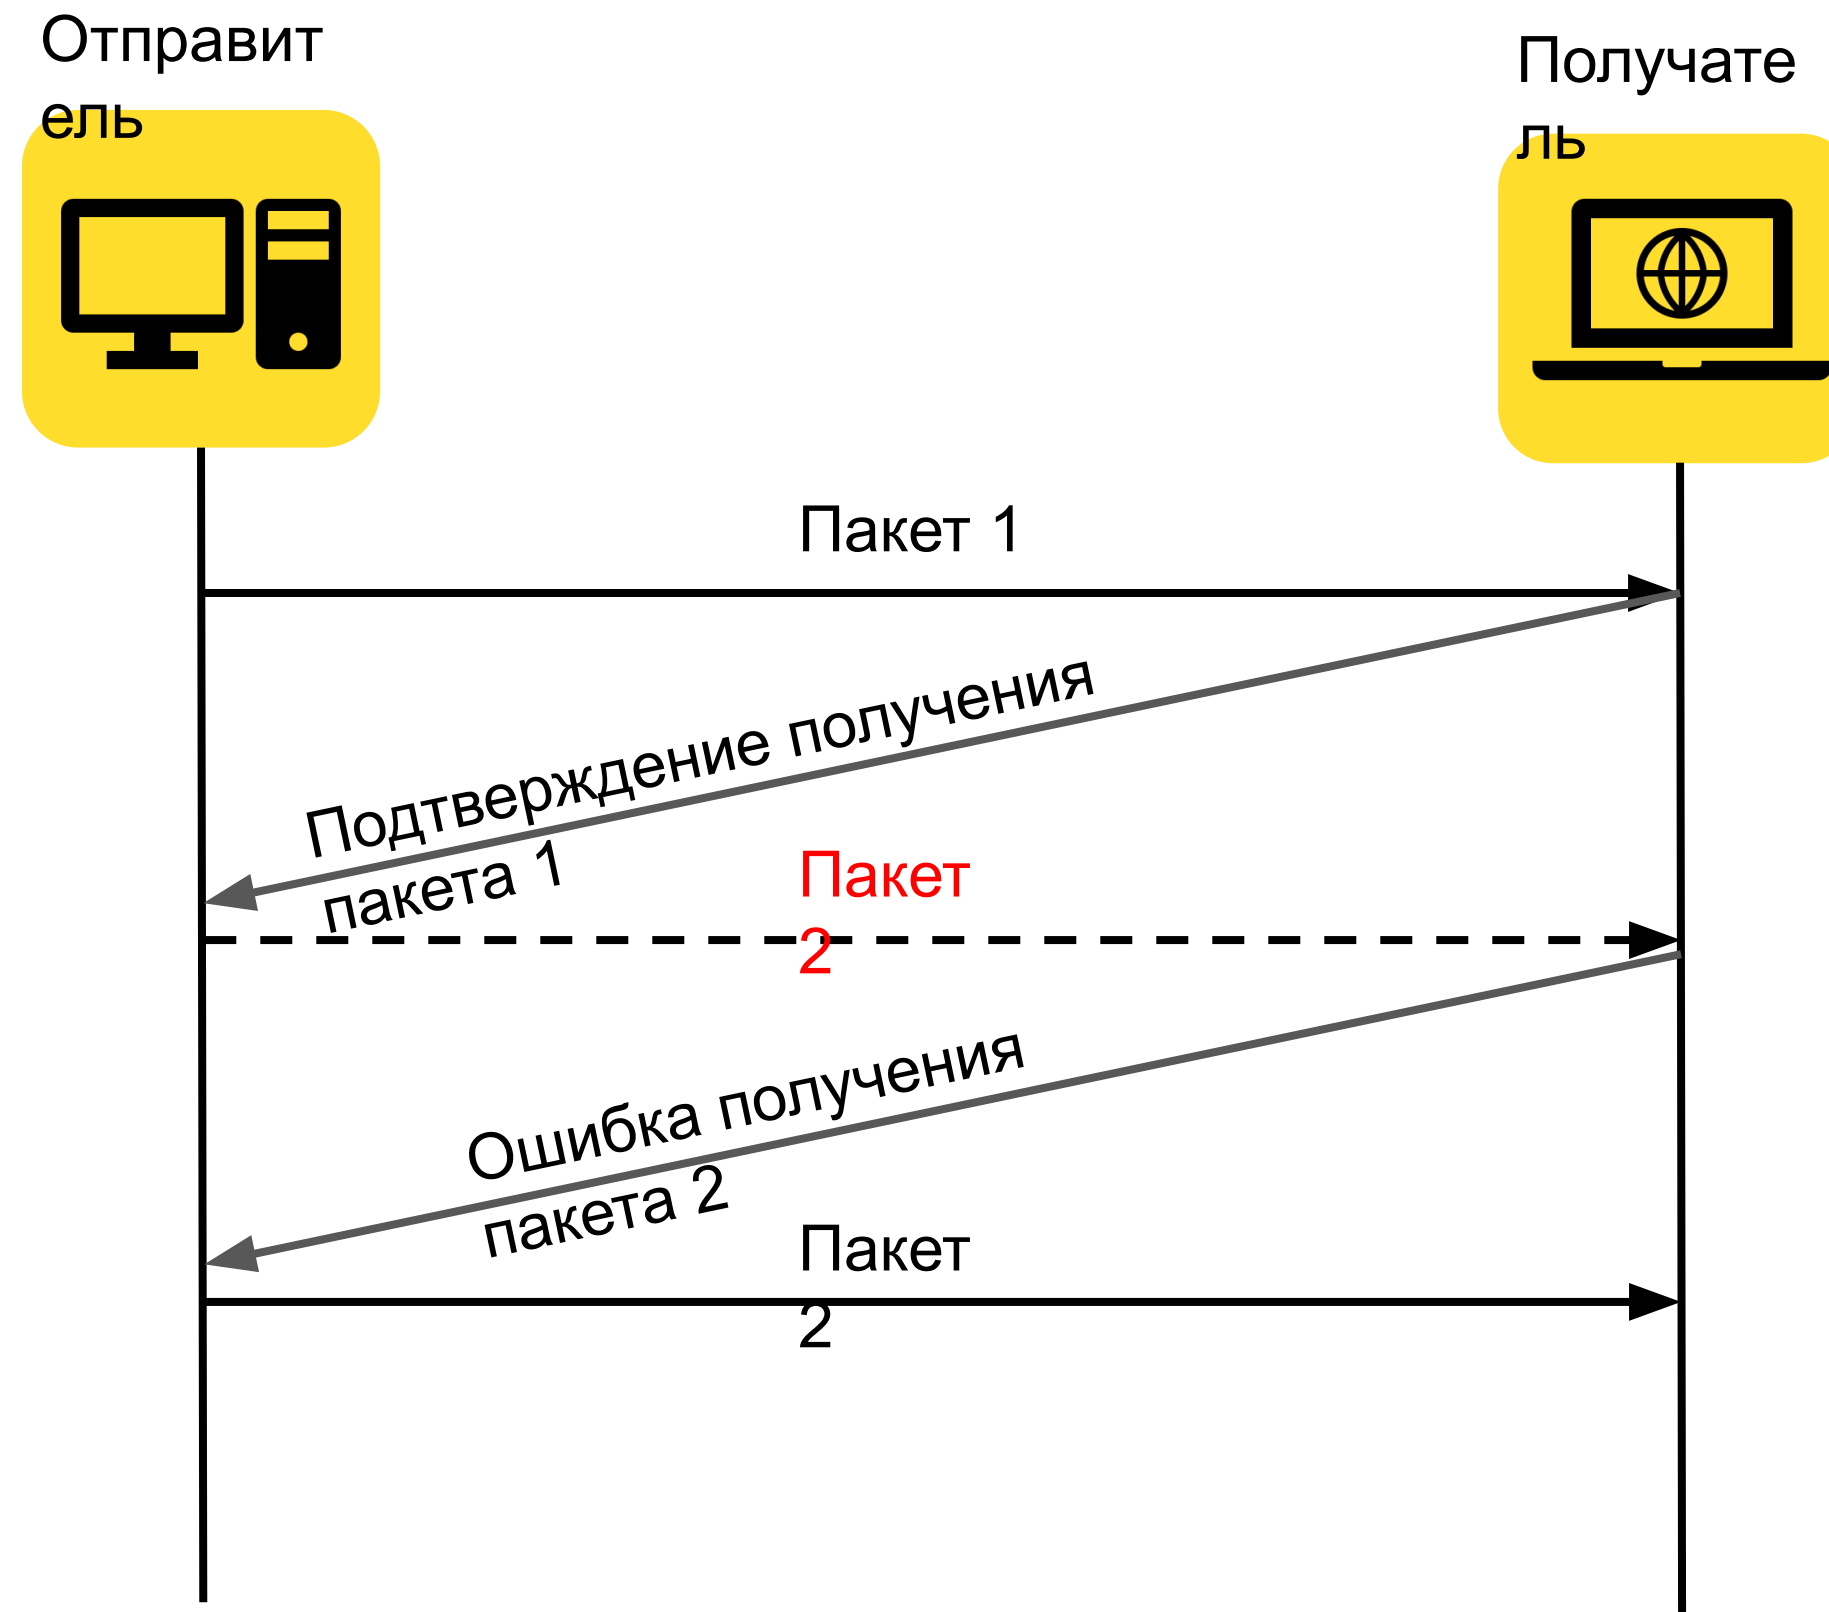 Отправит
ель
Получате
ль
Пакет 1
Подтверждение получения
пакета 1
Пакет
2
Ошибка получения
пакета 2
Пакет
2